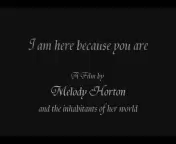 I am here because you are
A Film by
Melody Horton
and the inhabitants of her world